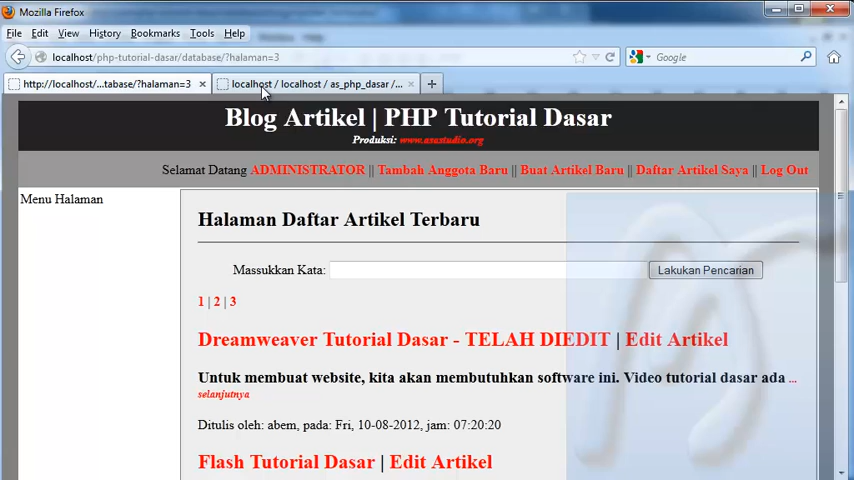 Mozilla Firefox
File Edit View History Bookmarks Tools Help
localhost/php-tutorial-dasar/database/?halaman=3
Google
http://localhost/...tabase/?halaman=3
localhost / localhost / as_php_dasar /...
Blog Artikel | PHP Tutorial Dasar
Produksi: www.asastudio.org
Selamat Datang ADMINISTRATOR || Tambah Anggota Baru || Buat Artikel Baru || Daftar Artikel Saya || Log Out
Menu Halaman
Halaman Daftar Artikel Terbaru
Massukkan Kata: Lakukan Pencarian
1 | 2 | 3
Dreamweaver Tutorial Dasar - TELAH DIEDIT | Edit Artikel
Untuk membuat website, kita akan membutuhkan software ini. Video tutorial dasar ada ...
selanjutnya
Ditulis oleh: abem, pada: Fri, 10-08-2012, jam: 07:20:20
Flash Tutorial Dasar | Edit Artikel